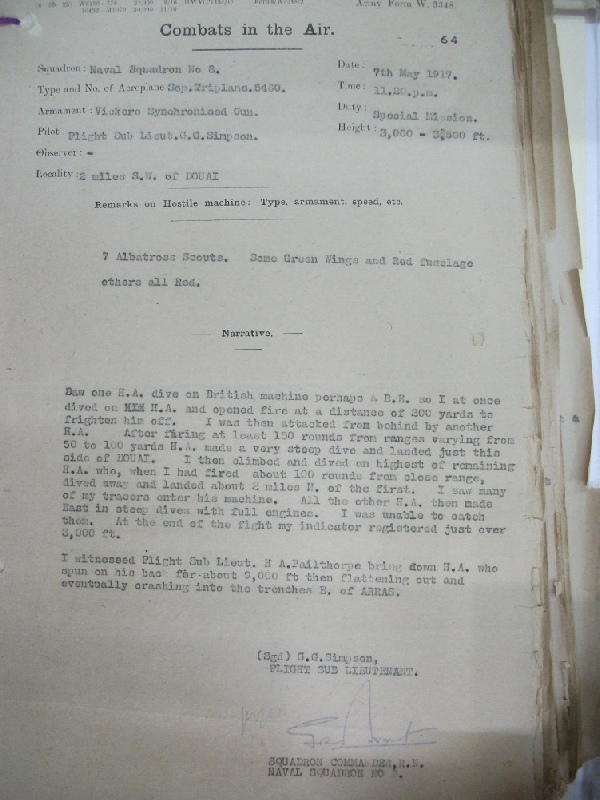 Army Form W. 3348.
Combats in the Air.
64
Squadron: Naval Squadron No 8.
Date: 7th May 1917.
Type and No. of Aeroplane Sop. Triplane. 5460.
Time: 11.20.p.m.
Armament: Vickers Synchronised Gun.
Duty: Special Mission.
Pilot Flight Sub Lieut. G.G.Simpson.
Height: 3,000 - ft.
Observer: -
Locality: 2 miles S.W. of DOUAI
Remarks on Hostile machine: Type, armament, speed, etc.
7 Albatross Scouts. Some Green Wings and Red fuselage
others all Red.
Narrative.
Saw one H.A. dive on British machine perhaps a B.E. so I at once
dived on H.A. and opened fire at a distance of 200 yards to
frighten him off. I was then attacked from behind by another
H.A. After firing at least 150 rounds from ranges varying from
50 to 100 yards H.A. made a very steep dive and landed just this
side of DOUAI. I then climbed and dived on highest of remaining
H.A. who, when I had fired about 100 rounds from close range,
dived away and landed about 2 miles N. of the first. I saw many
of my tracers enter his machine. All the other H.A. then made
East in steep dives with full engines. I was unable to catch
them. At the end of the fight my indicator registered just over
3,000 ft.
I witnessed Flight Sub Lieut. H A.Pailthorpe bring down H.A. who
spun on his back for about 9,000 ft then flattening out and
eventually crashing into the trenches E. of ARRAS.
(Sgd) G.G.Simpson,
FLIGHT SUB LIEUTENANT.
SQUADRON COMMANDER, R.N.
NAVAL SQUADRON NO 8.